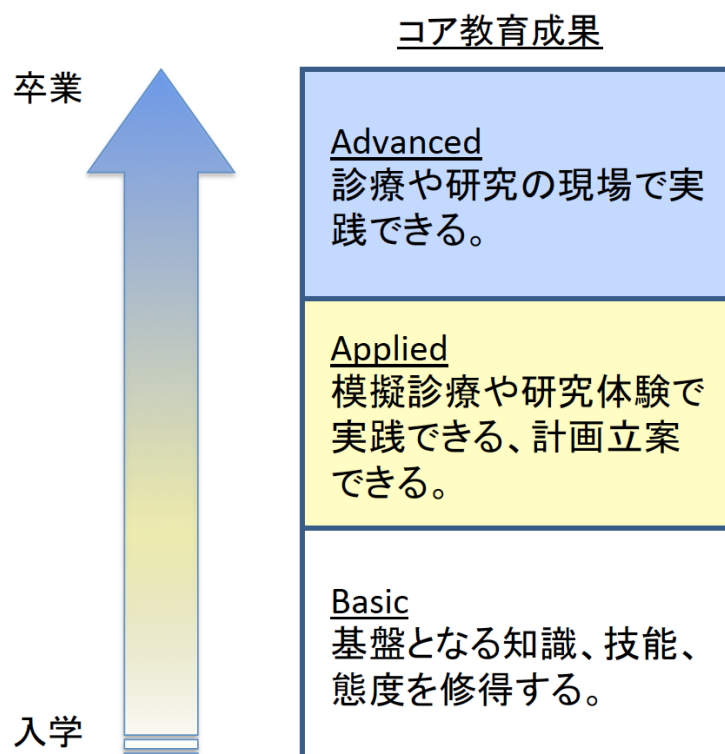 コア教育成果
卒業
Advanced
診療や研究の現場で実
践できる。
Applied
模擬診療や研究体験で
実践できる、計画立案
できる。
Basic
基盤となる知識、技能、
態度を修得する。
入学